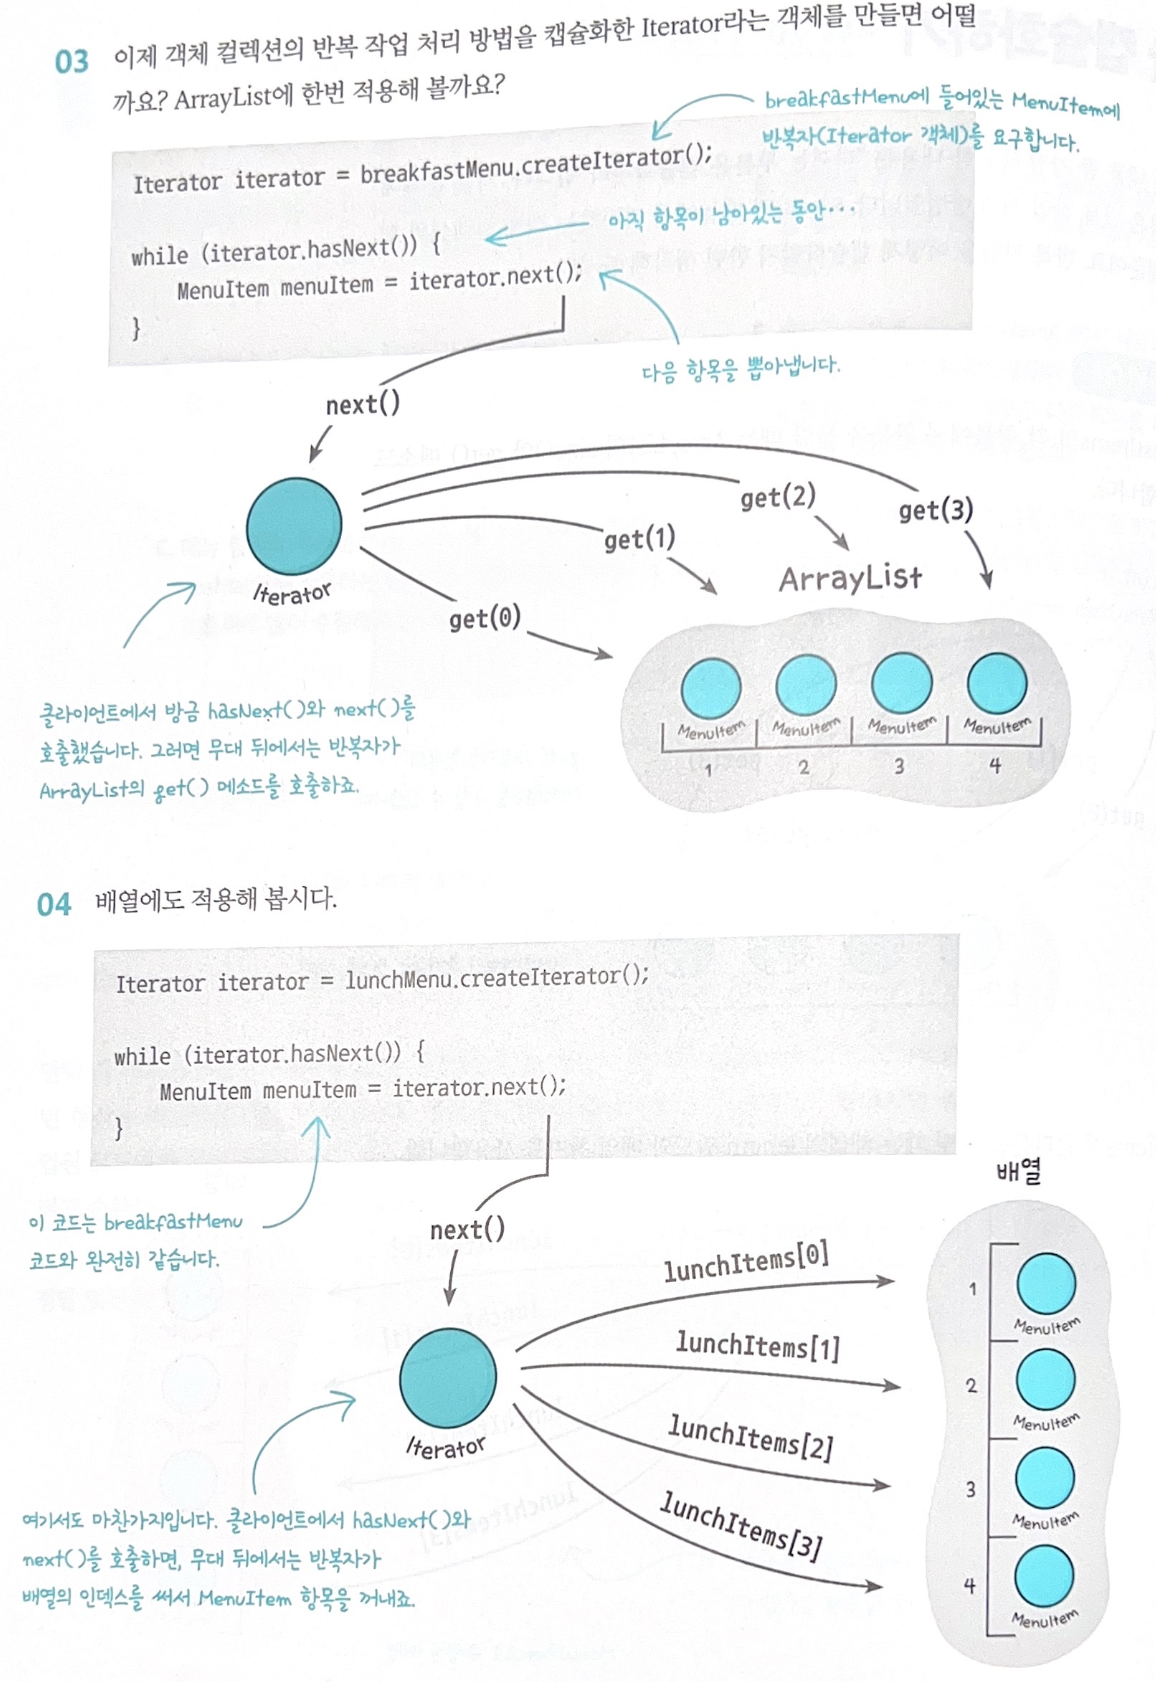 03 이제 객체 컬렉션의 반복 작업 처리 방법을 캡슐화한 Iterator라는 객체를 만들면 어떨
까요? ArrayList에 한번 적용해 볼까요?
breakfastMenu에 들어있는 MenuItem에
반복자(Iterator 객체)를 요구합니다.
Iterator iterator = breakfastMenu.createIterator();
아직 항목이 남아있는 동안···
while (iterator.hasNext()) {
MenuItem menuItem = iterator.next();
}
다음 항목을 뽑아냅니다.
next()
get(2)
get(3)
get(1)
ArrayList
Iterator
get(0)
MenuItem MenuItem MenuItem MenuItem
1 2 3 4
클라이언트에서 방금 hasNext()와 next()를
호출했습니다. 그러면 무대 뒤에서는 반복자가
ArrayList의 get() 메소드를 호출하죠.
04 배열에도 적용해 봅시다.
Iterator iterator = lunchMenu.createIterator();
while (iterator.hasNext()) {
MenuItem menuItem = iterator.next();
}
배열
이 코드는 breakfastMenu
코드와 완전히 같습니다.
next()
lunchItems[0]
1
MenuItem
lunchItems[1]
2
MenuItem
Iterator
lunchItems[2]
3
MenuItem
lunchItems[3]
4
MenuItem
여기서도 마찬가지입니다. 클라이언트에서 hasNext()와
next()를 호출하면, 무대 뒤에서는 반복자가
배열의 인덱스를 써서 MenuItem 항목을 꺼내죠.